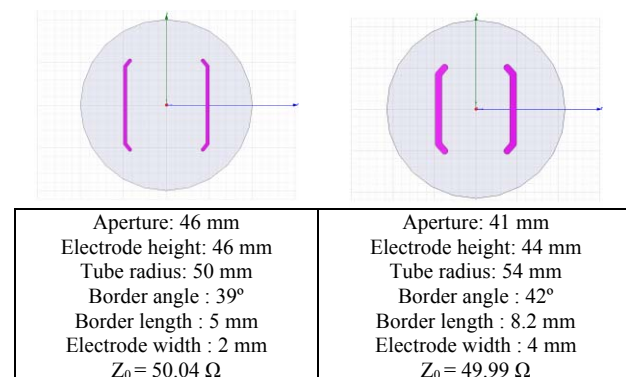 Aperture: 46 mm
Electrode height: 46 mm
Tube radius: 50 mm
Border angle : 39º
Border length : 5 mm
Electrode width : 2 mm
Z₀ = 50.04 Ω
Aperture: 41 mm
Electrode height: 44 mm
Tube radius: 54 mm
Border angle : 42º
Border length : 8.2 mm
Electrode width : 4 mm
Z₀ = 49.99 Ω